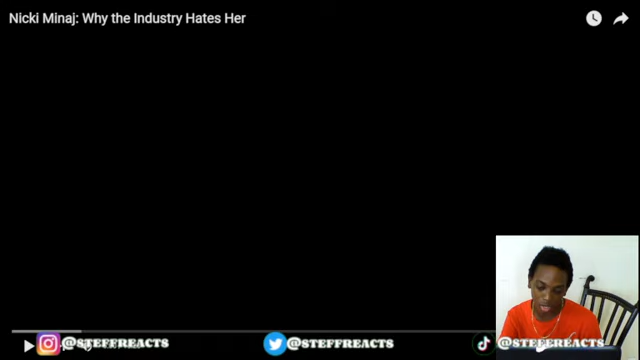 Nicki Minaj: Why the Industry Hates Her
@STEFFREACTS @STEFFREACTS @STEFFREACTS